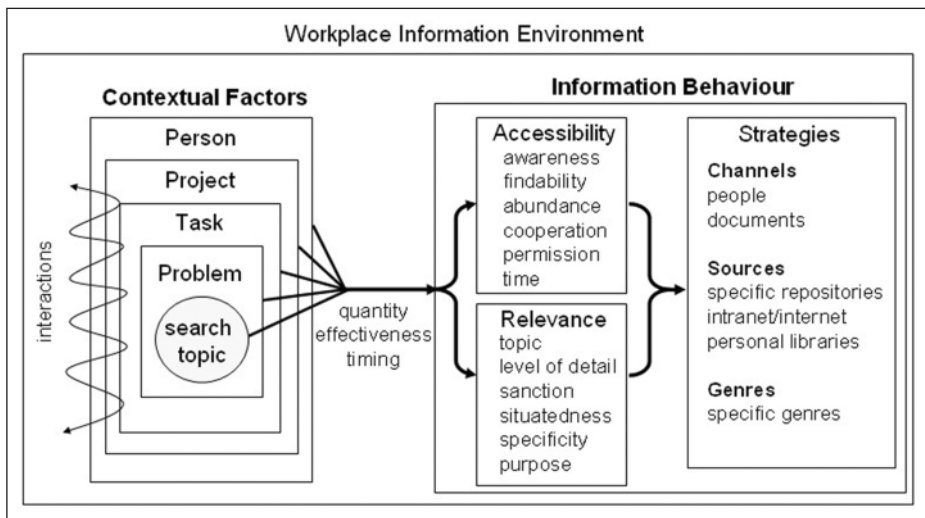 Workplace Information Environment
Contextual Factors
Person
Project
Task
Problem
search
topic
interactions
quantity
effectiveness
timing
Information Behaviour
Accessibility
awareness
findability
abundance
cooperation
permission
time
Relevance
topic
level of detail
sanction
situatedness
specificity
purpose
Strategies
Channels
people
documents
Sources
specific repositories
intranet/internet
personal libraries
Genres
specific genres